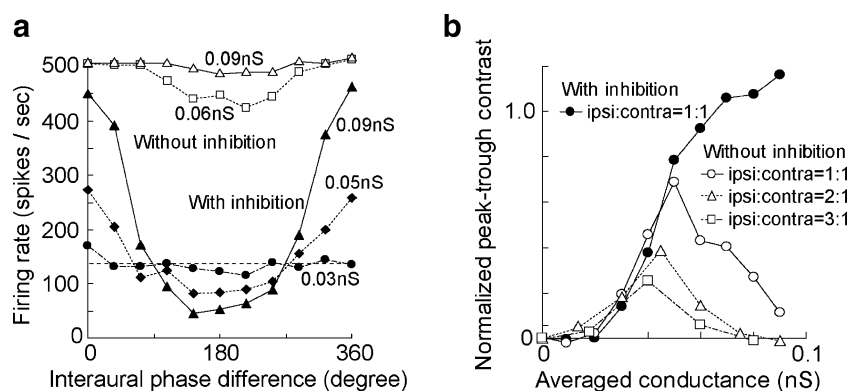 a
Firing rate (spikes / sec)
500
400
300
200
100
0
0.09nS
0.06nS
0.09nS
Without inhibition
With inhibition
0.05nS
0.03nS
0
180
360
Interaural phase difference (degree)
b
Normalized peak-trough contrast
1.0
0
With inhibition
ipsi:contra=1:1
Without inhibition
ipsi:contra=1:1
ipsi:contra=2:1
ipsi:contra=3:1
0
0.1
Averaged conductance (nS)